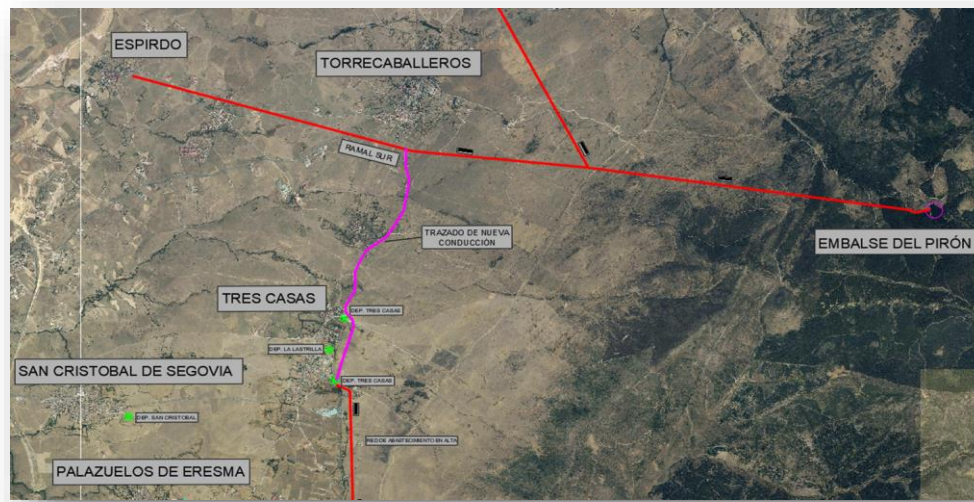 ESPIRDO
TORRECABALLEROS
RAMAL SUR
TRAZADO DE NUEVA
CONDUCCIÓN
EMBALSE DEL PIRÓN
TRES CASAS
DEP. TRES CASAS
DEP. LA LASTRILLA
SAN CRISTOBAL DE SEGOVIA
DEP. TRES CASAS
DEP. SAN CRISTOBAL
RED DE ABASTECIMIENTO EN ALTA
PALAZUELOS DE ERESMA